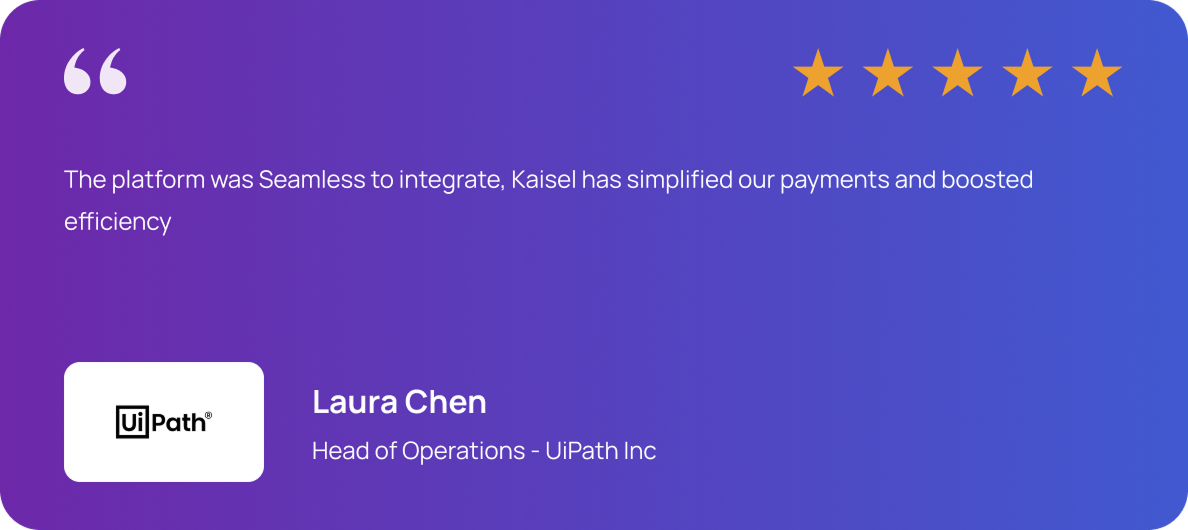 “
The platform was Seamless to integrate, Kaisel has simplified our payments and boosted
efficiency
UiPath®
Laura Chen
Head of Operations - UiPath Inc